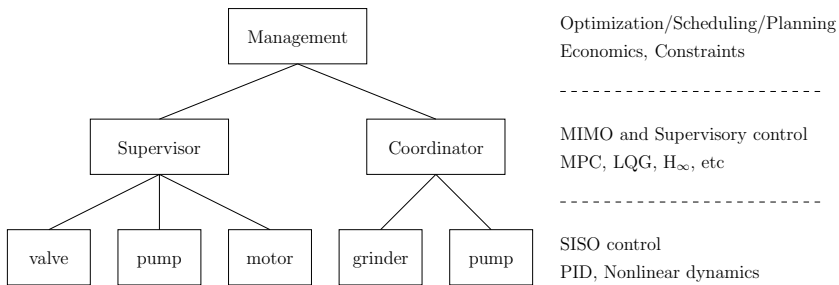 Management
Optimization/Scheduling/Planning
Economics, Constraints
Supervisor
Coordinator
MIMO and Supervisory control
MPC, LQG, H∞, etc
valve
pump
motor
grinder
pump
SISO control
PID, Nonlinear dynamics